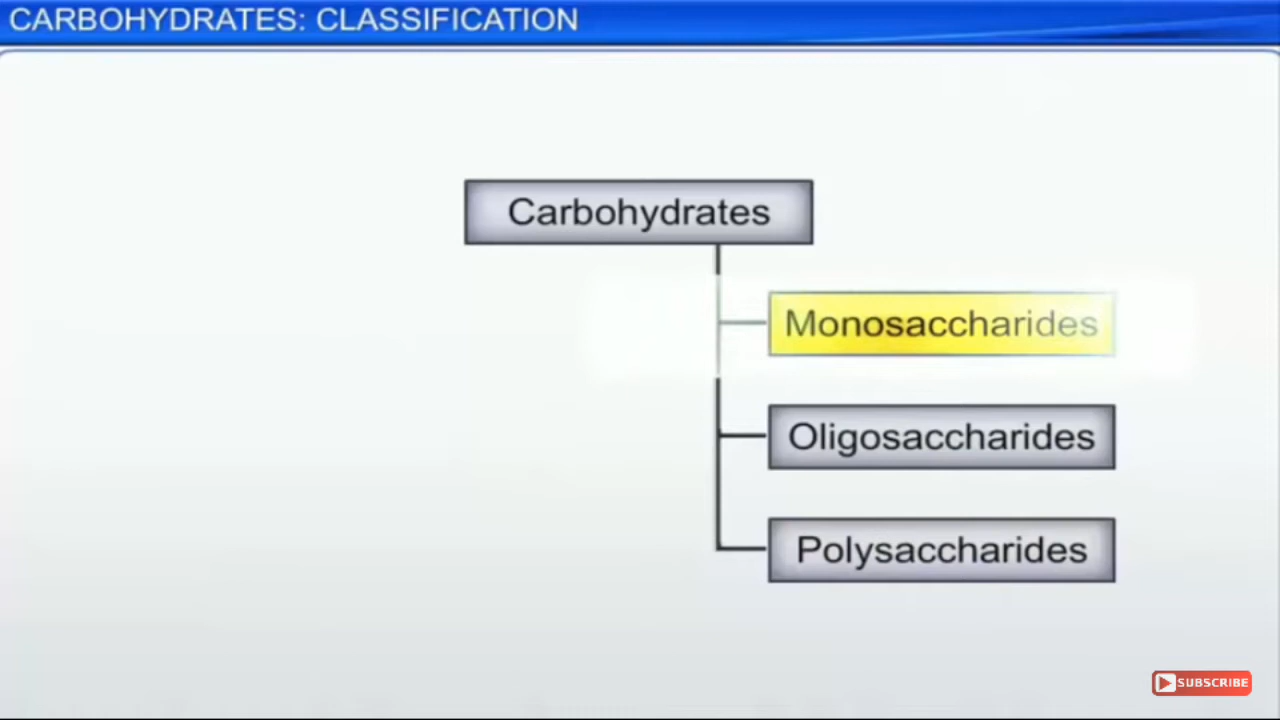 CARBOHYDRATES: CLASSIFICATION
Carbohydrates
Monosaccharides
Oligosaccharides
Polysaccharides
SUBSCRIBE